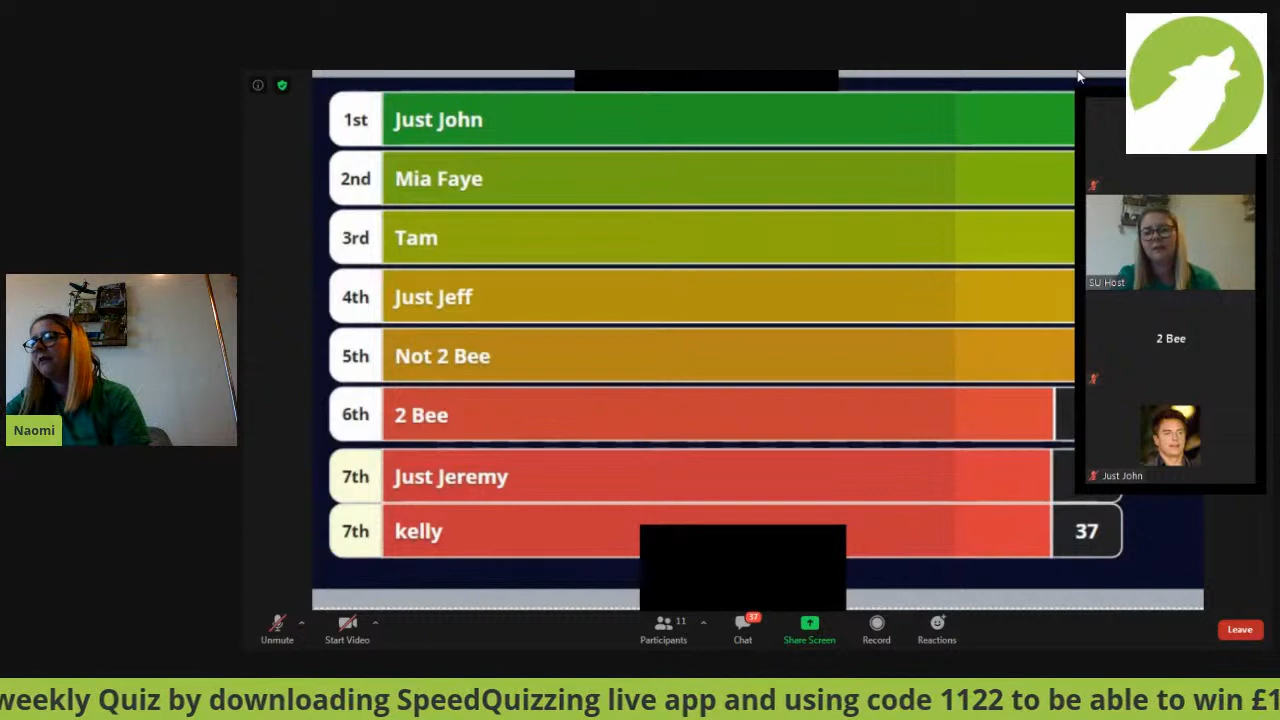 1st Just John
2nd Mia Faye
3rd Tam
4th Just Jeff
5th Not 2 Bee
6th 2 Bee
7th Just Jeremy
7th kelly 37
SU Host
2 Bee
Just John
Naomi
Unmute
Start Video
Participants 11
Chat 37
Share Screen
Record
Reactions
Leave
weekly Quiz by downloading SpeedQuizzing live app and using code 1122 to be able to win £1